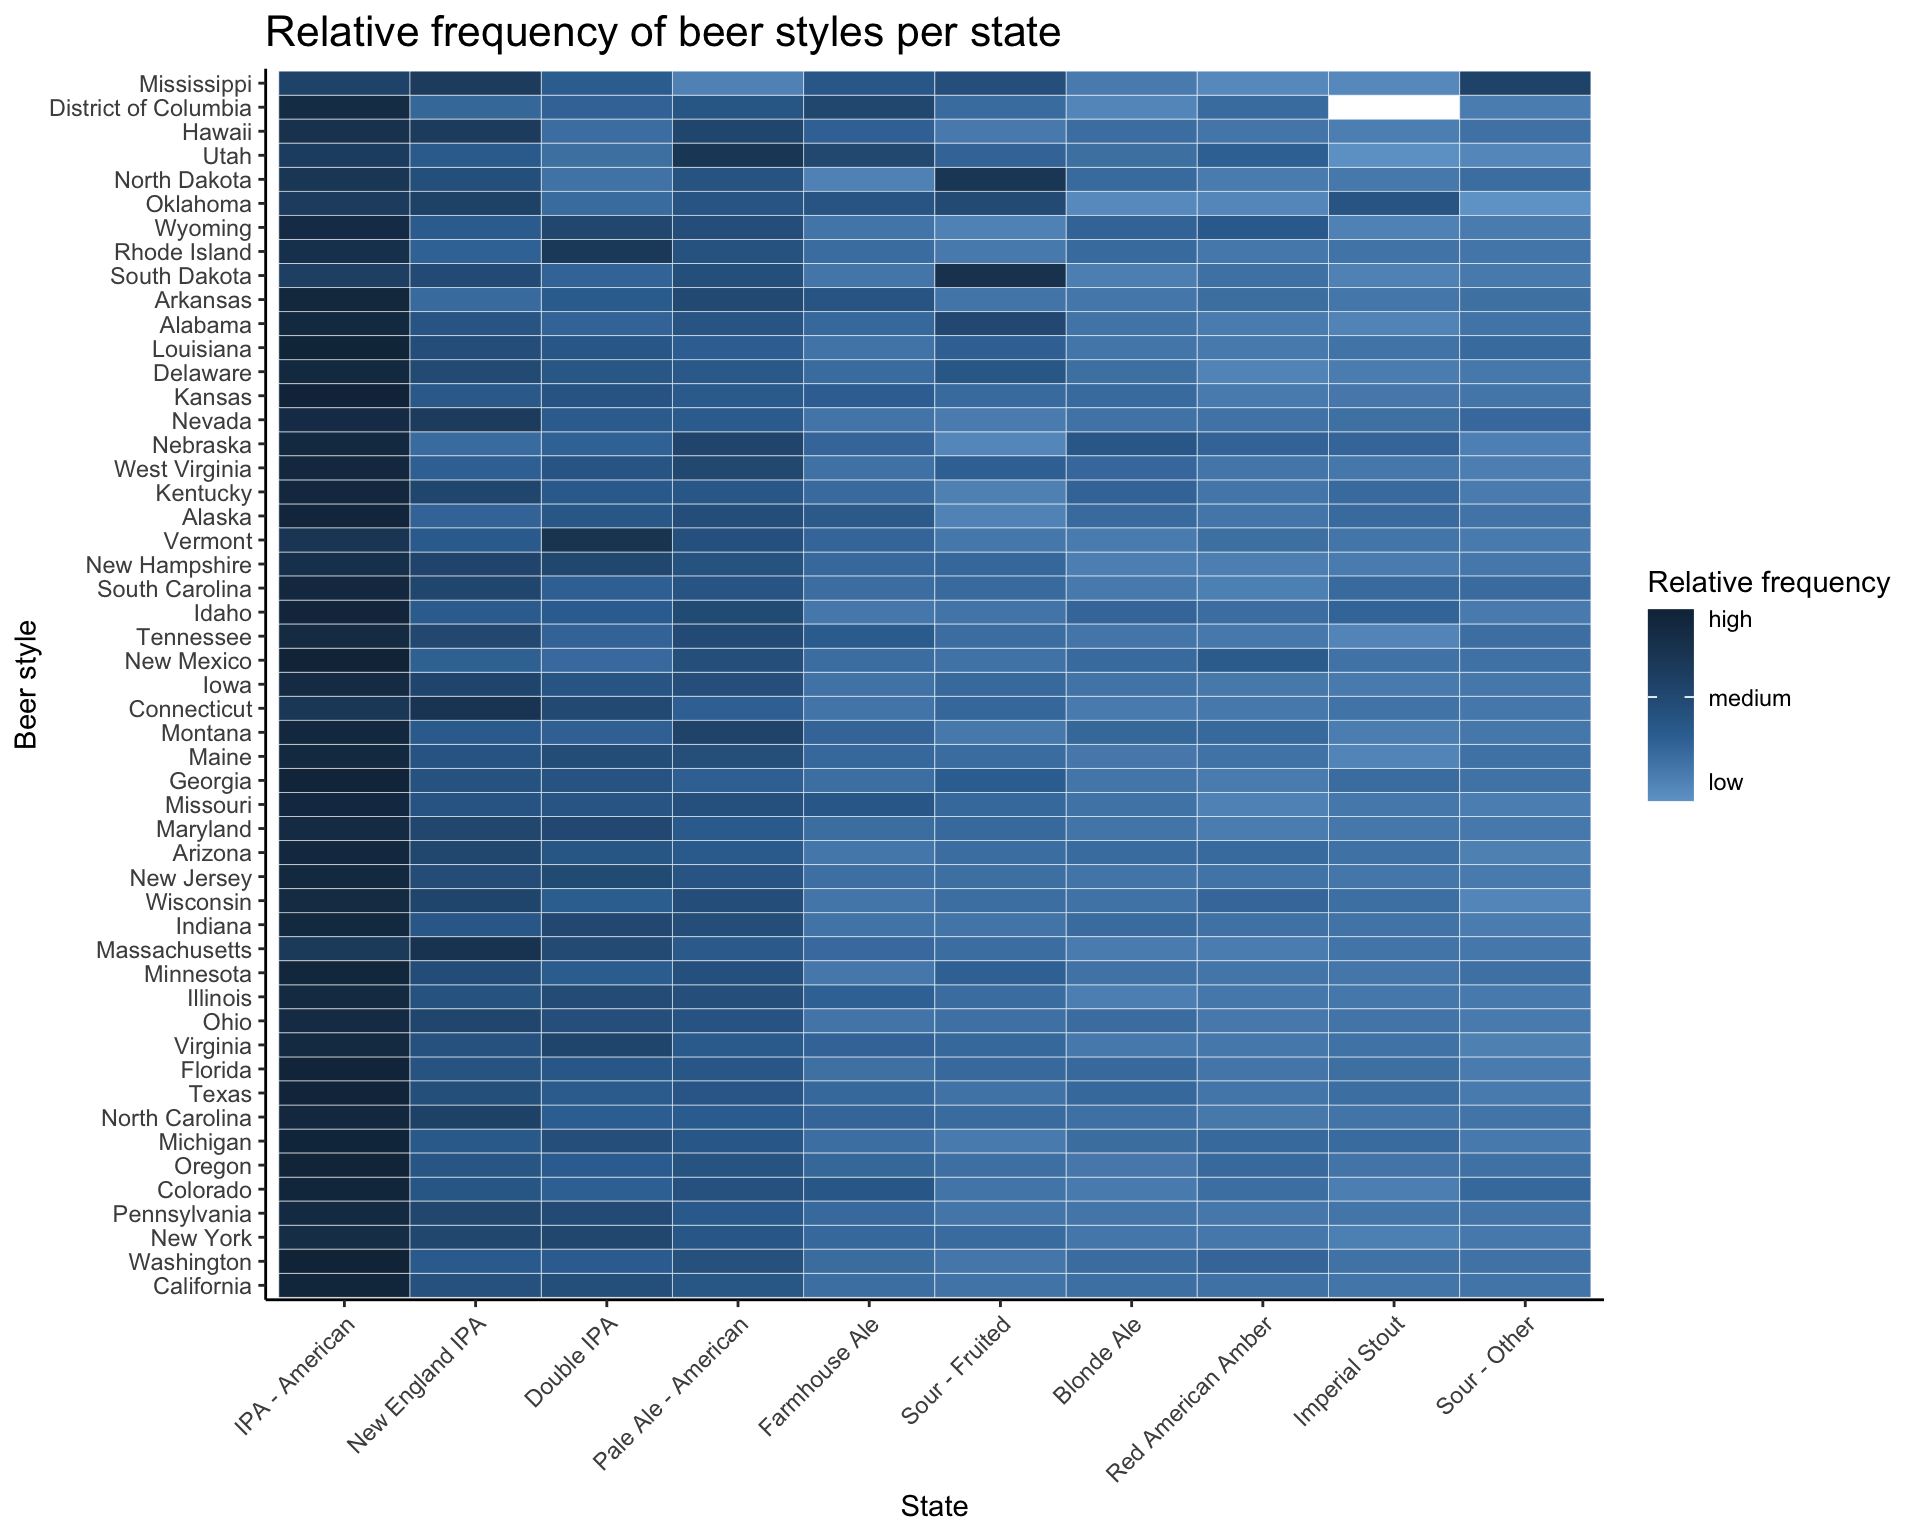 Relative frequency of beer styles per state
Mississippi
District of Columbia
Hawaii
Utah
North Dakota
Oklahoma
Wyoming
Rhode Island
South Dakota
Arkansas
Alabama
Louisiana
Delaware
Kansas
Nevada
Nebraska
West Virginia
Kentucky
Alaska
Vermont
New Hampshire
South Carolina
Idaho
Tennessee
New Mexico
Iowa
Connecticut
Montana
Maine
Georgia
Missouri
Maryland
Arizona
New Jersey
Wisconsin
Indiana
Massachusetts
Minnesota
Illinois
Ohio
Virginia
Florida
Texas
North Carolina
Michigan
Oregon
Colorado
Pennsylvania
New York
Washington
California
Beer style
IPA - American
New England IPA
Double IPA
Pale Ale - American
Farmhouse Ale
Sour - Fruited
Blonde Ale
Red American Amber
Imperial Stout
Sour - Other
State
Relative frequency
high
medium
low